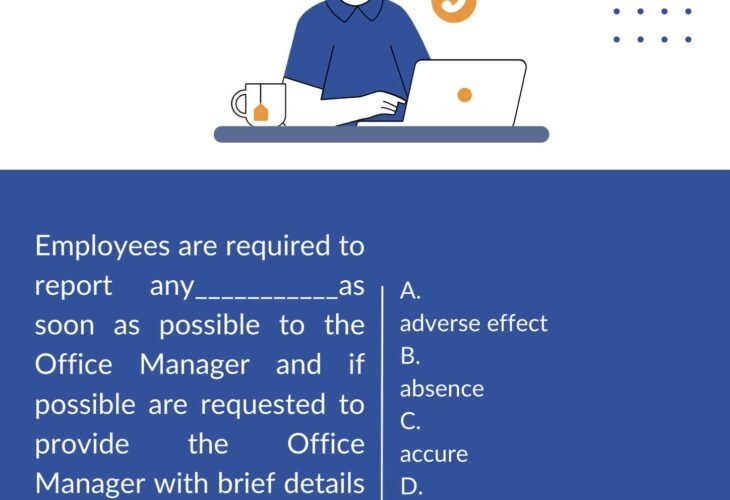 Employees are required to
report any___________as
soon as possible to the
Office Manager and if
possible are requested to
provide the Office
Manager with brief details
A.
adverse effect
B.
absence
C.
accure
D.